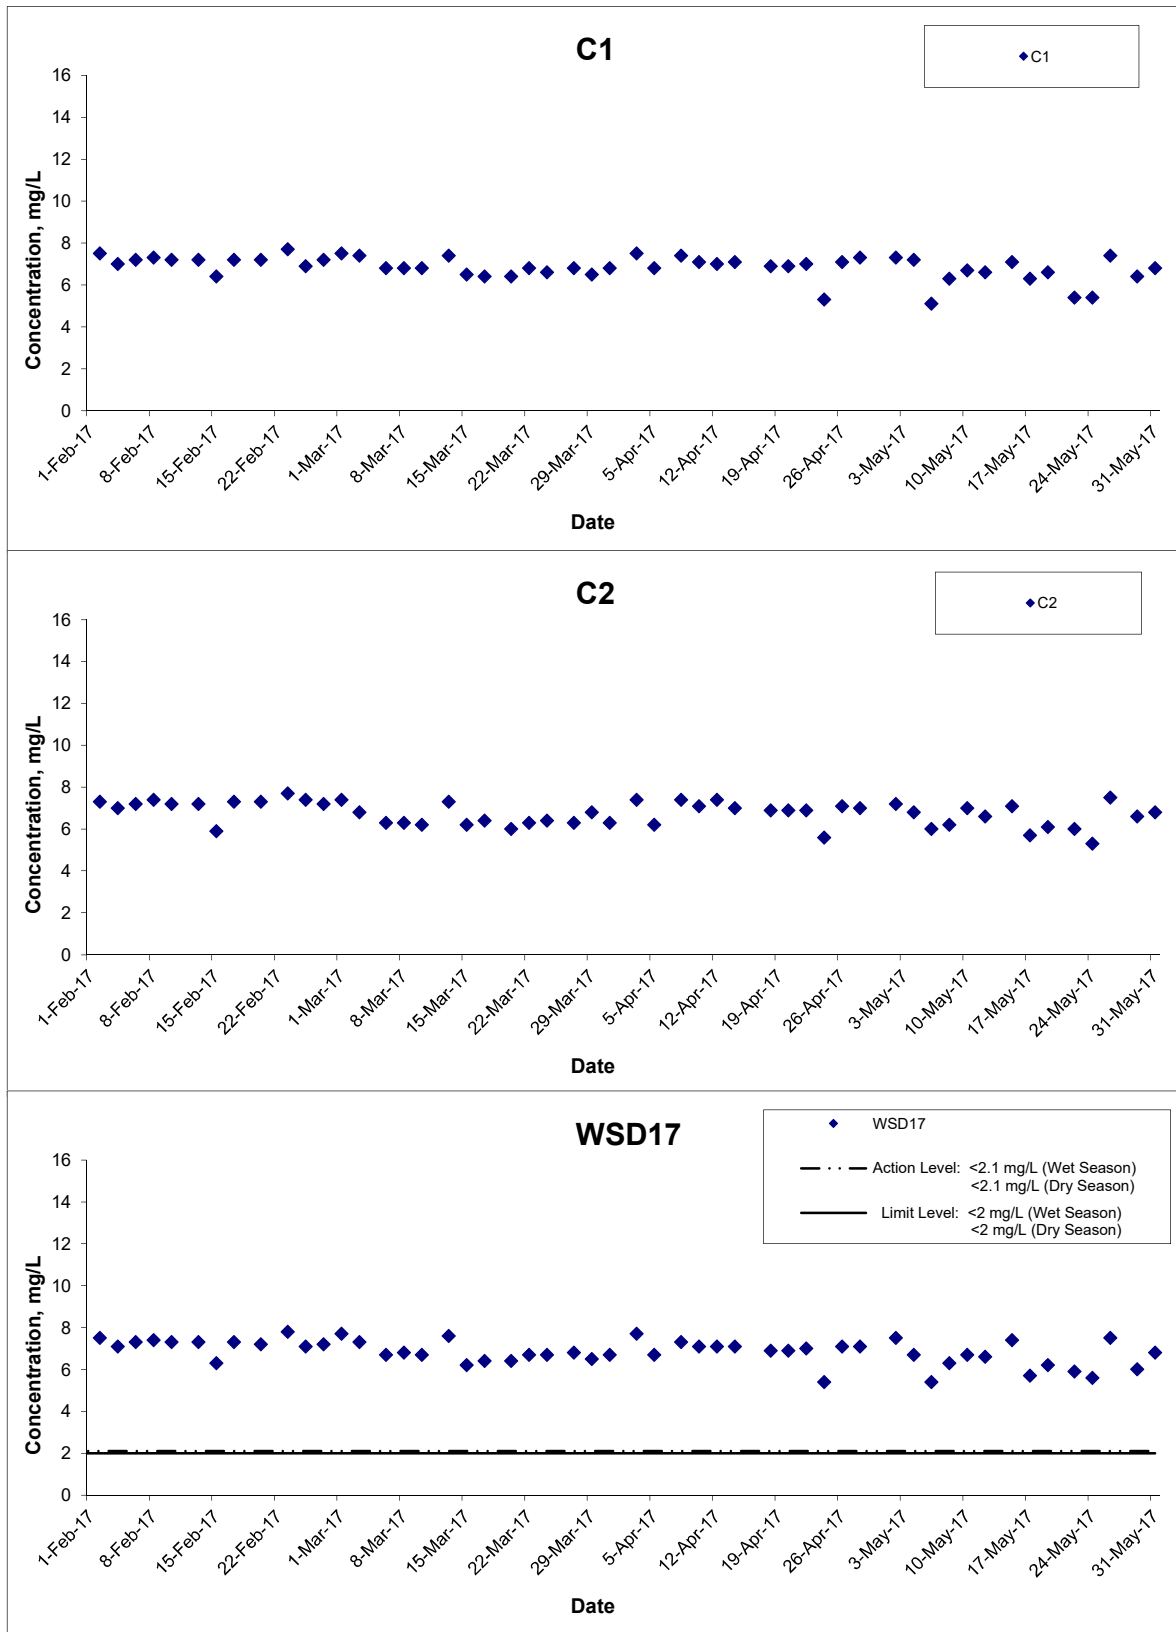 C1
C1
16
14
12
10
8
6
4
2
0
Concentration, mg/L
1-Feb-17
8-Feb-17
15-Feb-17
22-Feb-17
1-Mar-17
8-Mar-17
15-Mar-17
22-Mar-17
29-Mar-17
5-Apr-17
12-Apr-17
19-Apr-17
26-Apr-17
3-May-17
10-May-17
17-May-17
24-May-17
31-May-17
Date
C2
C2
16
14
12
10
8
6
4
2
0
Concentration, mg/L
1-Feb-17
8-Feb-17
15-Feb-17
22-Feb-17
1-Mar-17
8-Mar-17
15-Mar-17
22-Mar-17
29-Mar-17
5-Apr-17
12-Apr-17
19-Apr-17
26-Apr-17
3-May-17
10-May-17
17-May-17
24-May-17
31-May-17
Date
WSD17
WSD17
Action Level: <2.1 mg/L (Wet Season)
<2.1 mg/L (Dry Season)
Limit Level: <2 mg/L (Wet Season)
<2 mg/L (Dry Season)
16
14
12
10
8
6
4
2
0
Concentration, mg/L
1-Feb-17
8-Feb-17
15-Feb-17
22-Feb-17
1-Mar-17
8-Mar-17
15-Mar-17
22-Mar-17
29-Mar-17
5-Apr-17
12-Apr-17
19-Apr-17
26-Apr-17
3-May-17
10-May-17
17-May-17
24-May-17
31-May-17
Date